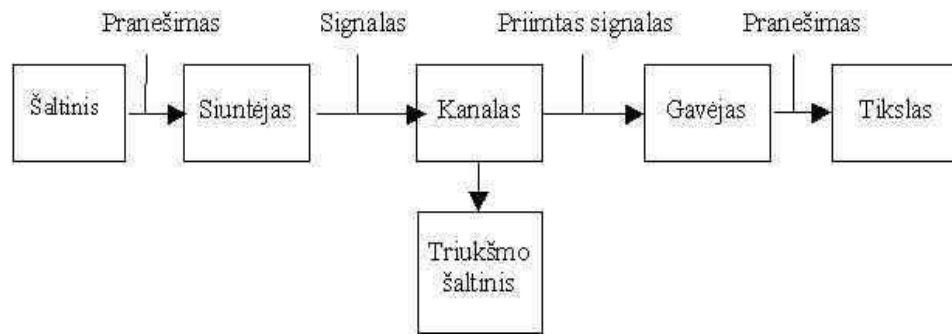 Pranešimas
Signalas
Priimtas signalas
Pranešimas
Šaltinis
Siuntėjas
Kanalas
Gavėjas
Tikslas
Triukšmo
šaltinis